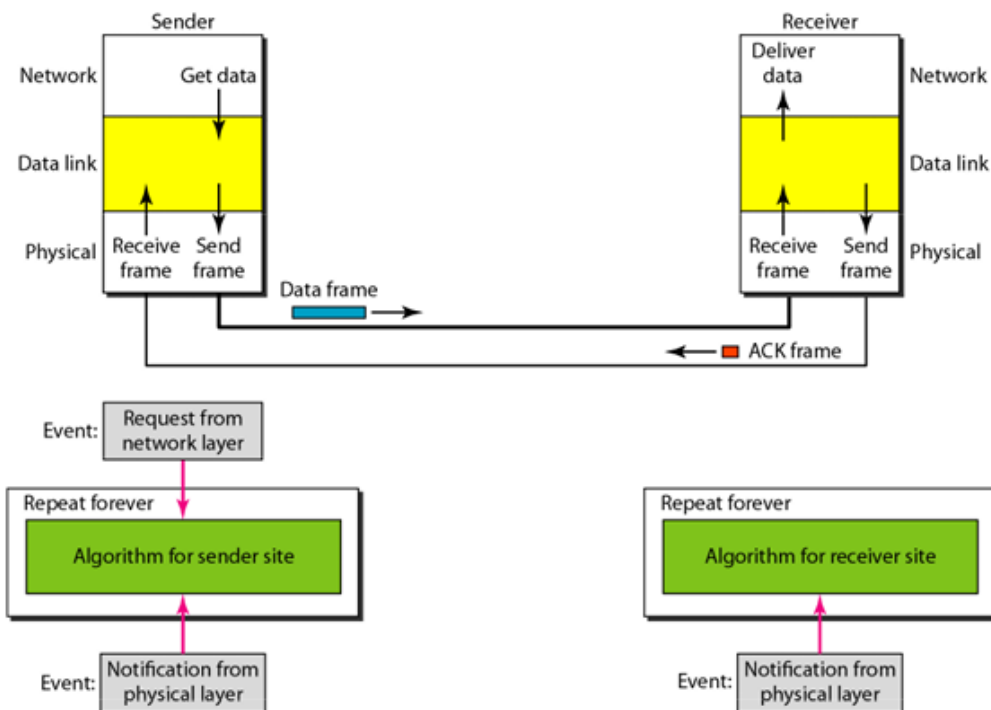 Sender
Receiver
Network
Get data
Deliver
data
Network
Data link
Data link
Physical
Receive
frame
Send
frame
Receive
frame
Send
frame
Physical
Data frame
ACK frame
Event:
Request from
network layer
Repeat forever
Algorithm for sender site
Repeat forever
Algorithm for receiver site
Event:
Notification from
physical layer
Event:
Notification from
physical layer